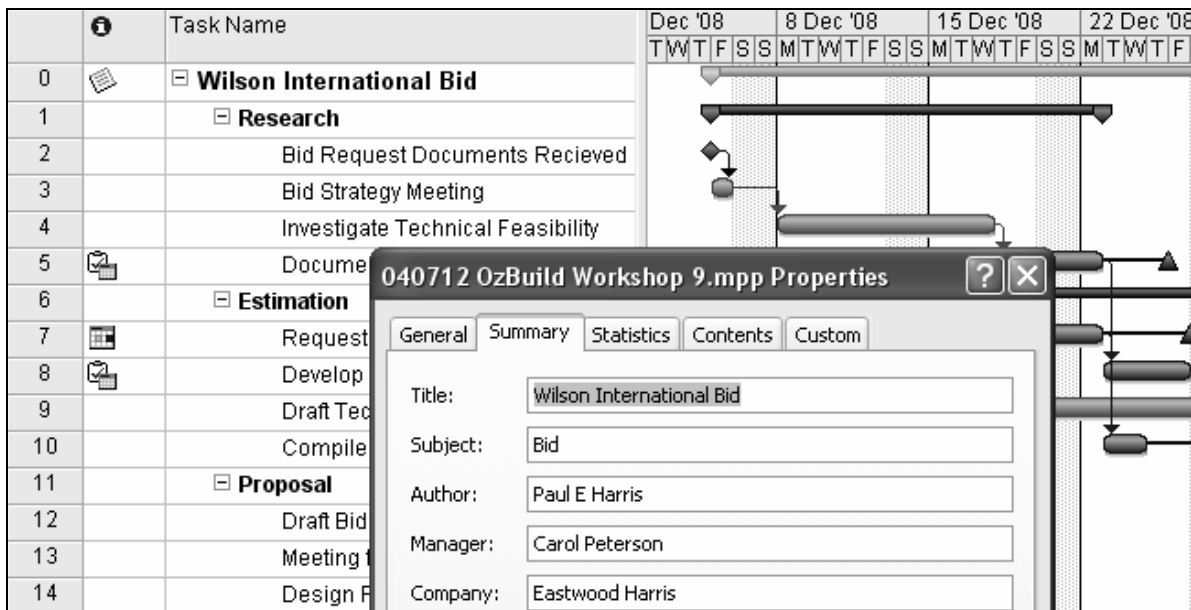 Task Name Dec '08 8 Dec '08 15 Dec '08 22 Dec '08
T W T F S S M T W T F S S M T W T F S S M T W T F
0 Wilson International Bid
1 Research
2 Bid Request Documents Recieved
3 Bid Strategy Meeting
4 Investigate Technical Feasibility
5 Docume
6 Estimation
7 Request
8 Develop
9 Draft Tec
10 Compile
11 Proposal
12 Draft Bid
13 Meeting f
14 Design F
040712 OzBuild Workshop 9.mpp Properties
General Summary Statistics Contents Custom
Title: Wilson International Bid
Subject: Bid
Author: Paul E Harris
Manager: Carol Peterson
Company: Eastwood Harris